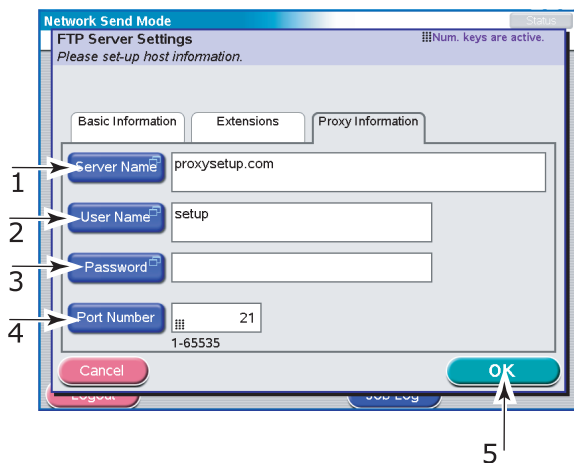 Network Send Mode
Status
FTP Server Settings
Num. keys are active.
Please set-up host information.
Basic Information
Extensions
Proxy Information
1
Server Name
proxysetup.com
2
User Name
setup
3
Password
4
Port Number
21
1-65535
Cancel
OK
Logout
Job Log
5